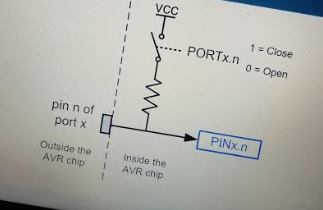 VCC
PORTx.n
1 = Close
0 = Open
pin n of
port x
PINx.n
Outside the
AVR chip
Inside the
AVR chip